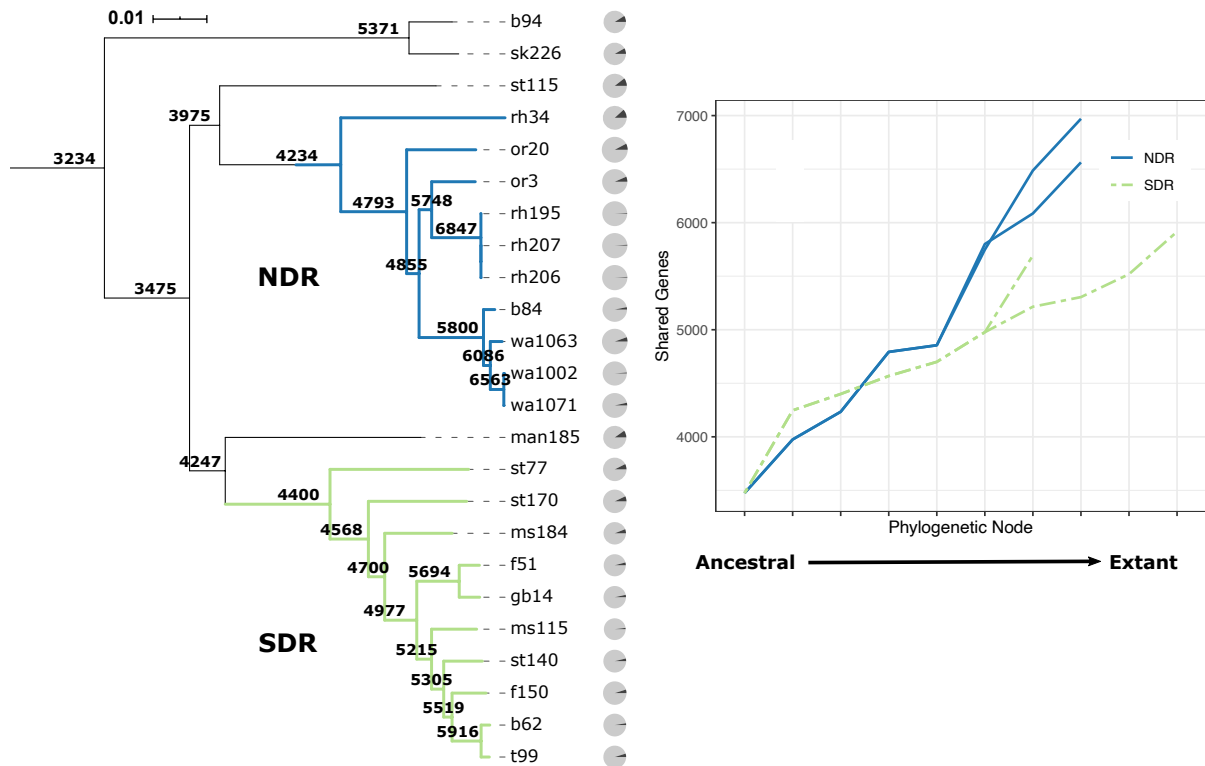 0.01
b94
5371
sk226
st115
3975
rh34
4234
3234
or20
or3
4793
5748
rh195
6847
rh207
4855
NDR
rh206
3475
b84
5800
wa1063
6086
wa1002
6563
wa1071
man185
4247
st77
4400
st170
4568
ms184
4700
f51
5694
gb14
4977
ms115
SDR
5215
st140
5305
f150
5519
b62
5916
t99
7000
6000
5000
4000
Shared Genes
NDR
SDR
Phylogenetic Node
Ancestral
Extant